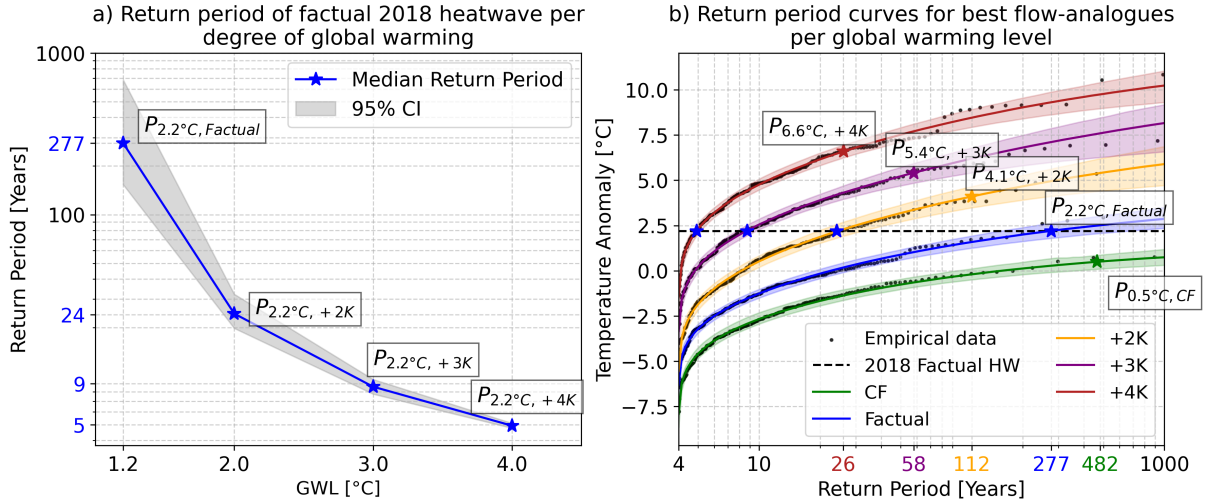 a) Return period of factual 2018 heatwave per
degree of global warming
Return Period [Years]
1000
277
100
24
9
5
P2.2°C, Factual
P2.2°C, +2K
P2.2°C, +3K
P2.2°C, +4K
Median Return Period
95% CI
1.2
2.0
3.0
4.0
GWL [°C]
b) Return period curves for best flow-analogues
per global warming level
Temperature Anomaly [°C]
10.0
7.5
5.0
2.5
0.0
−2.5
−5.0
−7.5
P6.6°C, +4K
P5.4°C, +3K
P4.1°C, +2K
P2.2°C, Factual
P0.5°C, CF
Empirical data
2018 Factual HW
CF
Factual
+2K
+3K
+4K
4
10
26
58
112
277
482
1000
Return Period [Years]